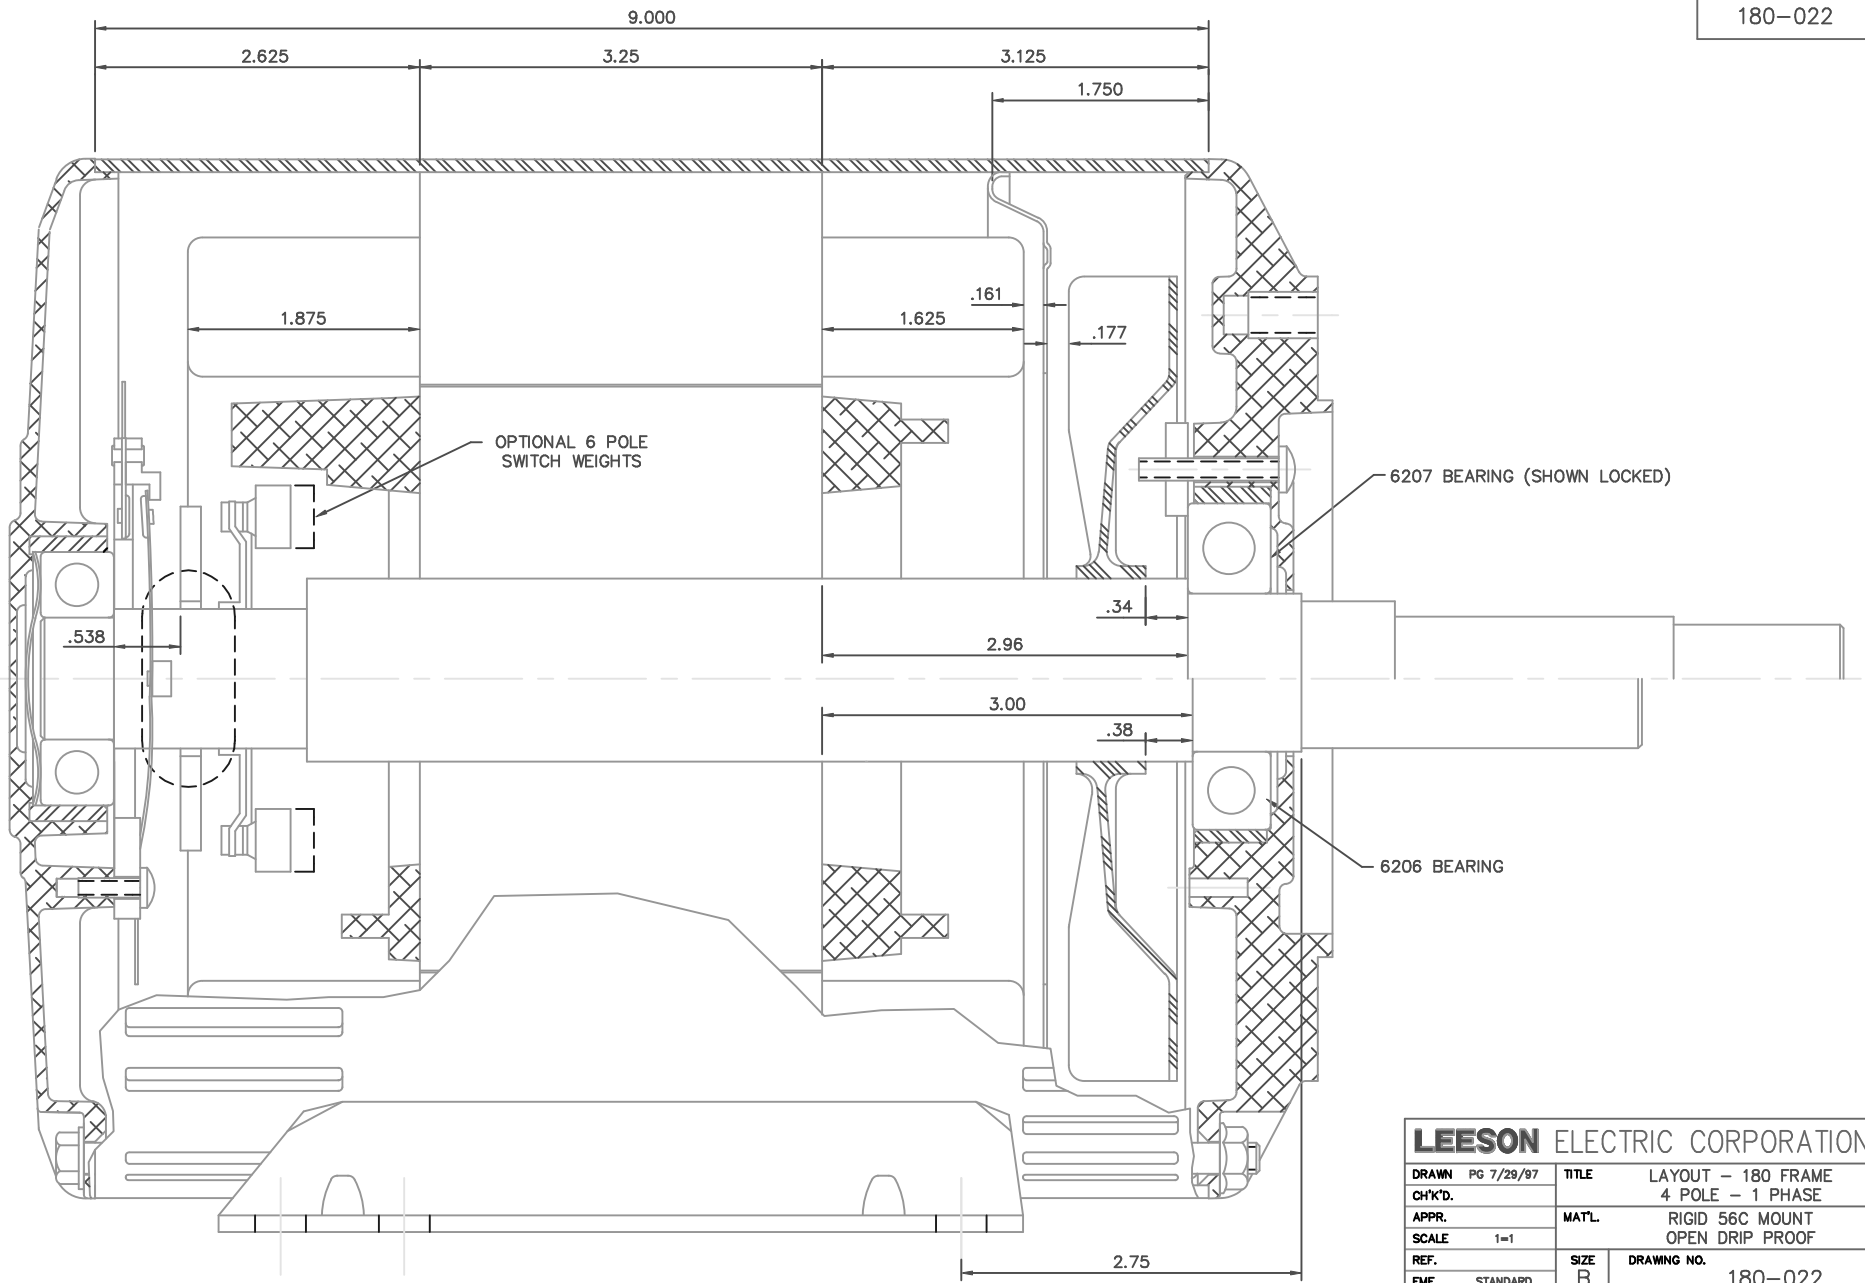 180-022
9.000
2.625 3.25 3.125
1.750
.161
1.875 1.625
.177
OPTIONAL 6 POLE
SWITCH WEIGHTS
6207 BEARING (SHOWN LOCKED)
.34
.538
2.96
3.00
.38
6206 BEARING
2.75
LEESON ELECTRIC CORPORATION
DRAWN PG 7/29/97
CH'K'D.
APPR.
SCALE 1=1
REF.
FMF STANDARD
TITLE LAYOUT - 180 FRAME
4 POLE - 1 PHASE
MAT'L. RIGID 56C MOUNT
OPEN DRIP PROOF
SIZE
B
DRAWING NO.
180-022